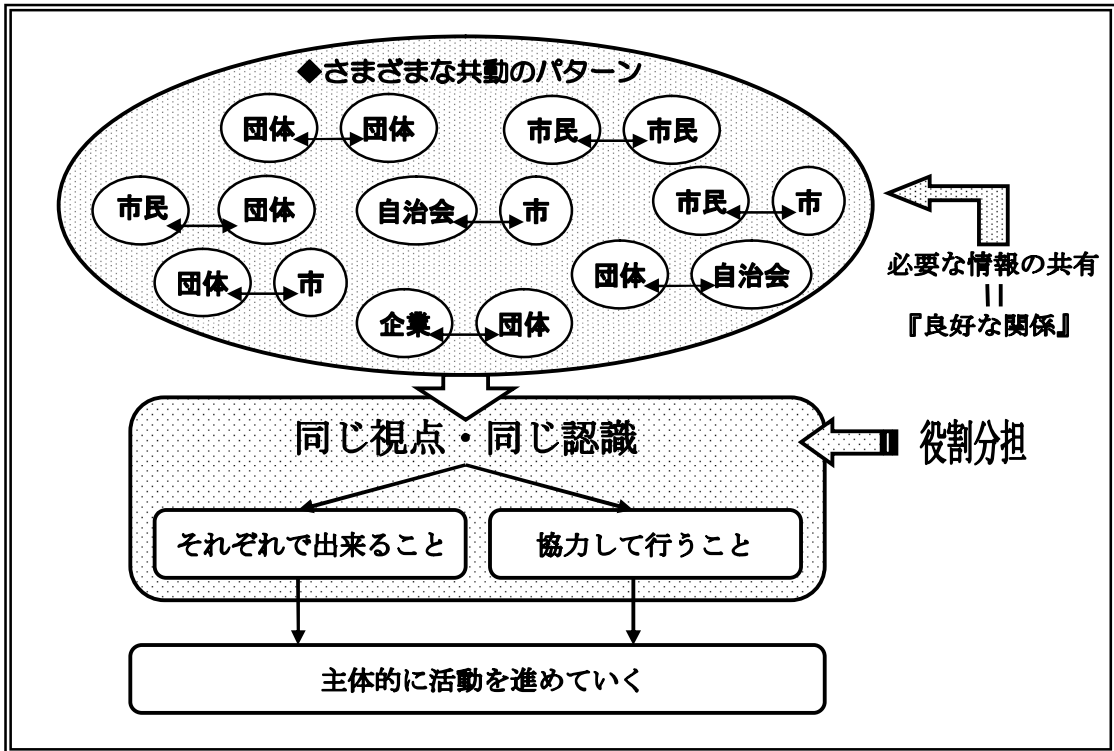 ◆さまざまな共動のパターン
団体 団体
市民 市民
市民 団体
自治会 市
市民 市
団体 市
団体 自治会
企業 団体
必要な情報の共有
||
『良好な関係』
同じ視点・同じ認識
役割分担
それぞれで出来ること
協力して行うこと
主体的に活動を進めていく